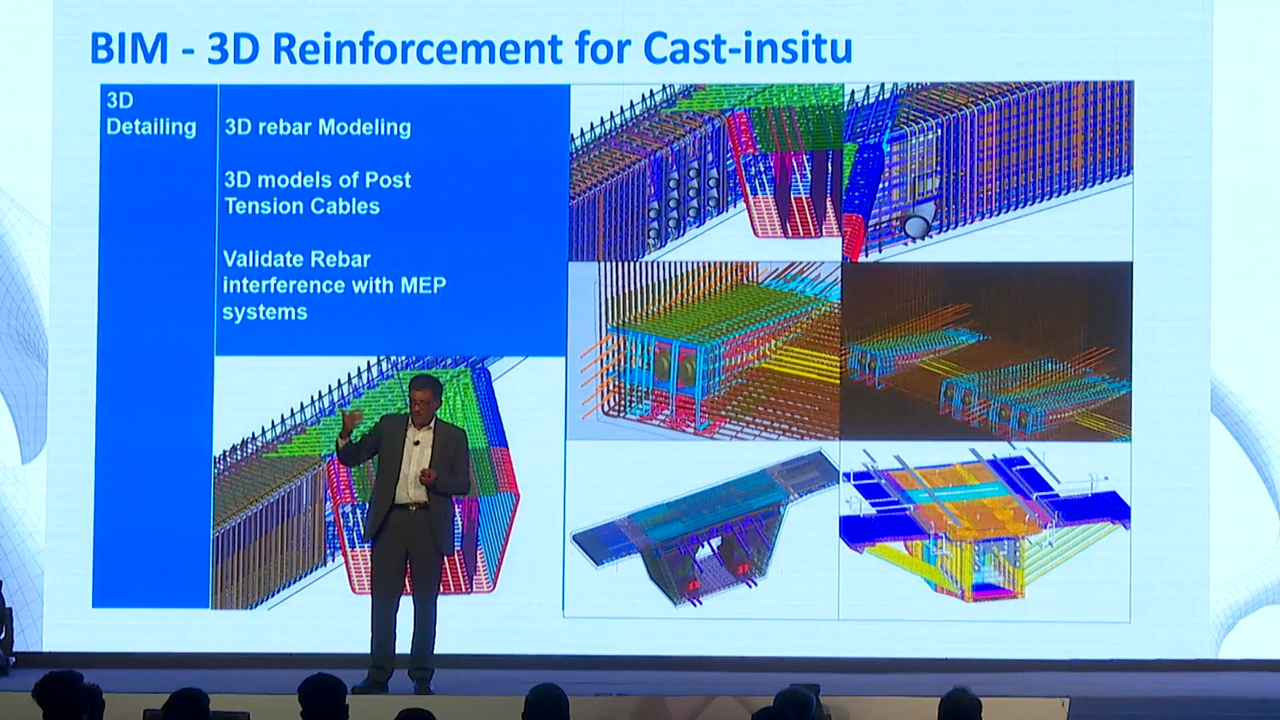 BIM - 3D Reinforcement for Cast-insitu
3D
Detailing
3D rebar Modeling
3D models of Post
Tension Cables
Validate Rebar
interference with MEP
systems